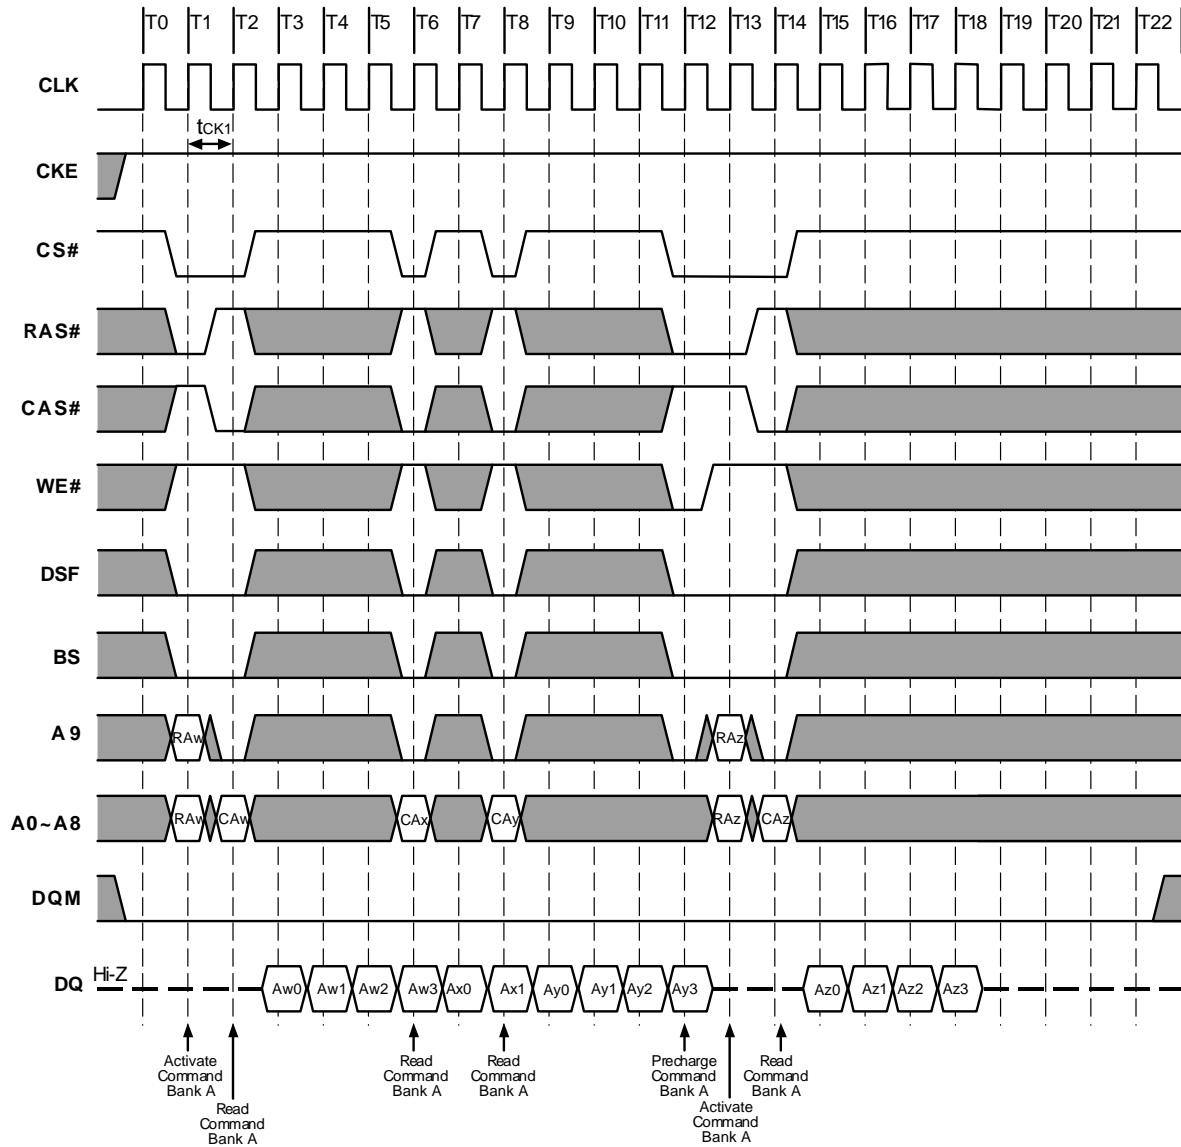 T0 T1 T2 T3 T4 T5 T6 T7 T8 T9 T10 T11 T12 T13 T14 T15 T16 T17 T18 T19 T20 T21 T22
CLK
tCK1
CKE
CS#
RAS#
CAS#
WE#
DSF
BS
A9
RAw RAz
A0~A8
RAw CAw CAx CAy RAz CAz
DQM
DQ
Hi-Z
Aw0 Aw1 Aw2 Aw3 Ax0 Ax1 Ay0 Ay1 Ay2 Ay3 Az0 Az1 Az2 Az3
Activate
Command
Bank A
Read
Command
Bank A
Read
Command
Bank A
Read
Command
Bank A
Precharge
Command
Bank A
Activate
Command
Bank A
Read
Command
Bank A